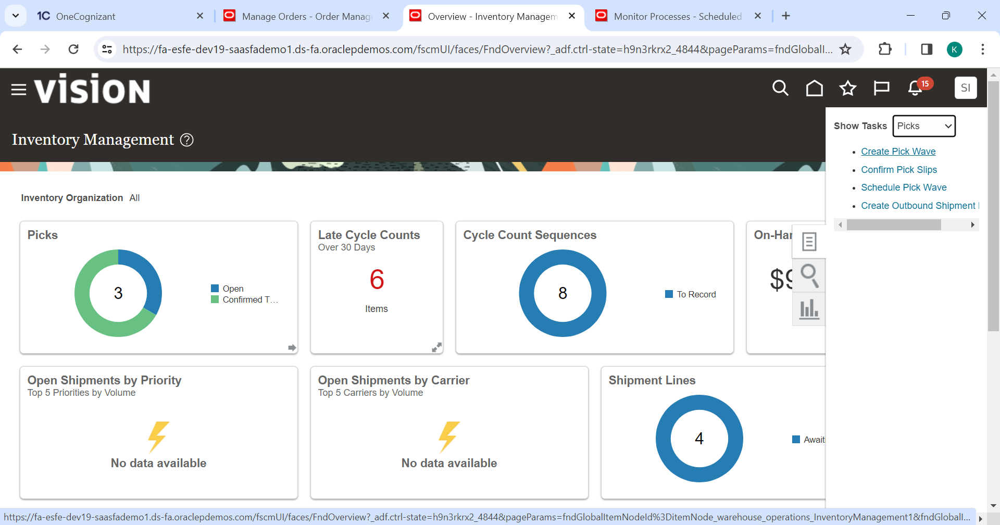 1C OneCognizant
Manage Orders - Order Manag
Overview - Inventory Managem
Monitor Processes - Scheduled
https://fa-esfe-dev19-saasfademo1.ds-fa.oraclepdemos.com/fscmUI/faces/FndOverview?_adf.ctrl-state=h9n3rkrx2_4844&pageParams=fndGlobalI...
K
VISION
15
SI
Inventory Management ?
Show Tasks Picks
Create Pick Wave
Confirm Pick Slips
Schedule Pick Wave
Create Outbound Shipment
Inventory Organization All
Picks
3
Open
Confirmed T...
Late Cycle Counts
Over 30 Days
6
Items
Cycle Count Sequences
8
To Record
On-Han
$9
Open Shipments by Priority
Top 5 Priorities by Volume
No data available
Open Shipments by Carrier
Top 5 Carriers by Volume
No data available
Shipment Lines
4
Awaiti
https://fa-esfe-dev19-saasfademo1.ds-fa.oraclepdemos.com/fscmUI/faces/FndOverview?_adf.ctrl-state=h9n3rkrx2_4844&pageParams=fndGlobalItemNodeId%3DitemNode_warehouse_operations_InventoryManagement1&fndGlobalI...